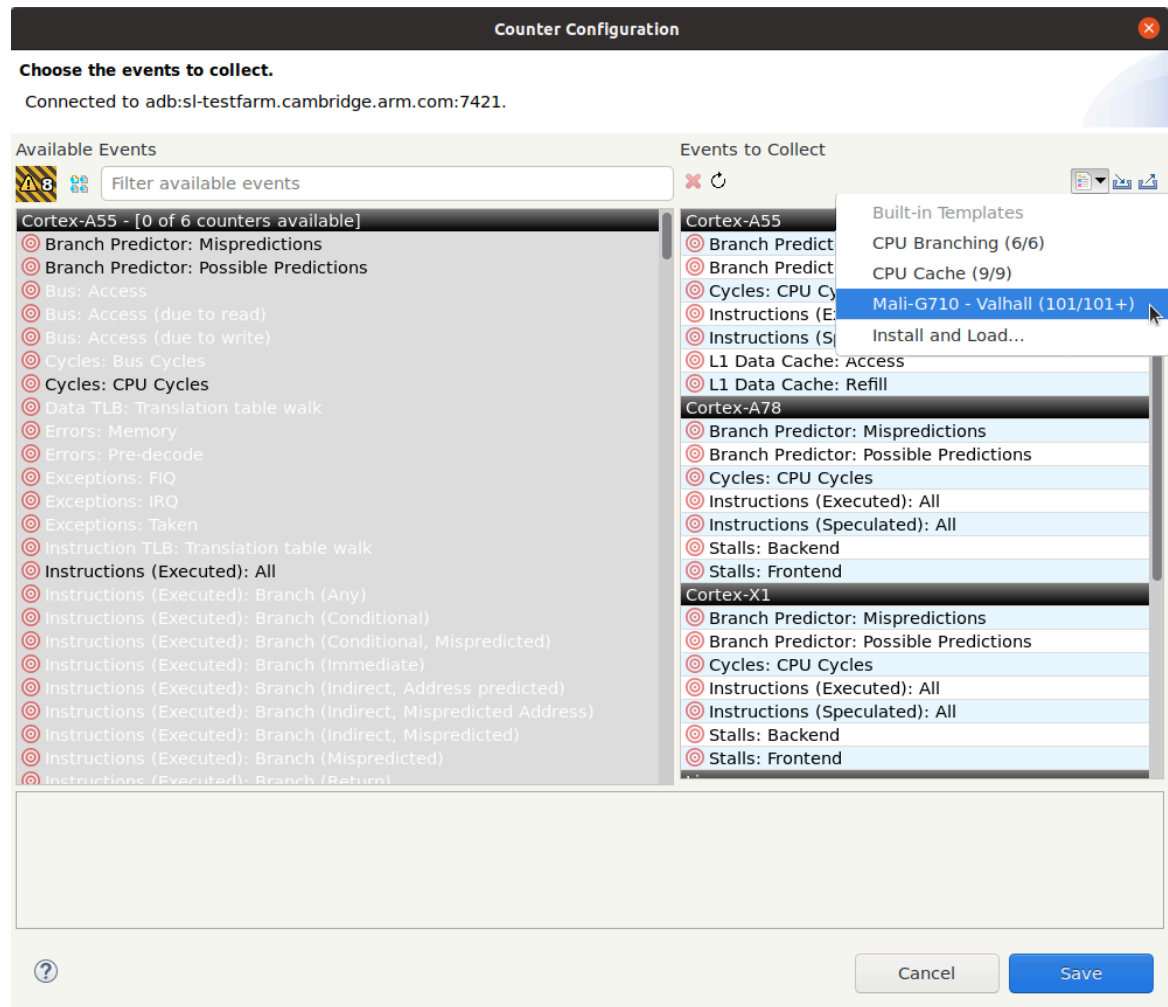 Counter Configuration
Choose the events to collect.
Connected to adb:sl-testfarm.cambridge.arm.com:7421.
Available Events
8
Filter available events
Cortex-A55 - [0 of 6 counters available]
Branch Predictor: Mispredictions
Branch Predictor: Possible Predictions
Bus: Access
Bus: Access (due to read)
Bus: Access (due to write)
Cycles: Bus Cycles
Cycles: CPU Cycles
Data TLB: Translation table walk
Errors: Memory
Errors: Pre-decode
Exceptions: FIQ
Exceptions: IRQ
Exceptions: Taken
Instruction TLB: Translation table walk
Instructions (Executed): All
Instructions (Executed): Branch (Any)
Instructions (Executed): Branch (Conditional)
Instructions (Executed): Branch (Conditional, Mispredicted)
Instructions (Executed): Branch (Immediate)
Instructions (Executed): Branch (Indirect, Address predicted)
Instructions (Executed): Branch (Indirect, Mispredicted Address)
Instructions (Executed): Branch (Indirect, Mispredicted)
Instructions (Executed): Branch (Mispredicted)
Instructions (Executed): Branch (Return)
Events to Collect
Cortex-A55
Branch Predict
Branch Predict
Cycles: CPU Cy
Instructions (E
Instructions (S
L1 Data Cache: Access
L1 Data Cache: Refill
Cortex-A78
Branch Predictor: Mispredictions
Branch Predictor: Possible Predictions
Cycles: CPU Cycles
Instructions (Executed): All
Instructions (Speculated): All
Stalls: Backend
Stalls: Frontend
Cortex-X1
Branch Predictor: Mispredictions
Branch Predictor: Possible Predictions
Cycles: CPU Cycles
Instructions (Executed): All
Instructions (Speculated): All
Stalls: Backend
Stalls: Frontend
Built-in Templates
CPU Branching (6/6)
CPU Cache (9/9)
Mali-G710 - Valhall (101/101+)
Install and Load...
?
Cancel
Save